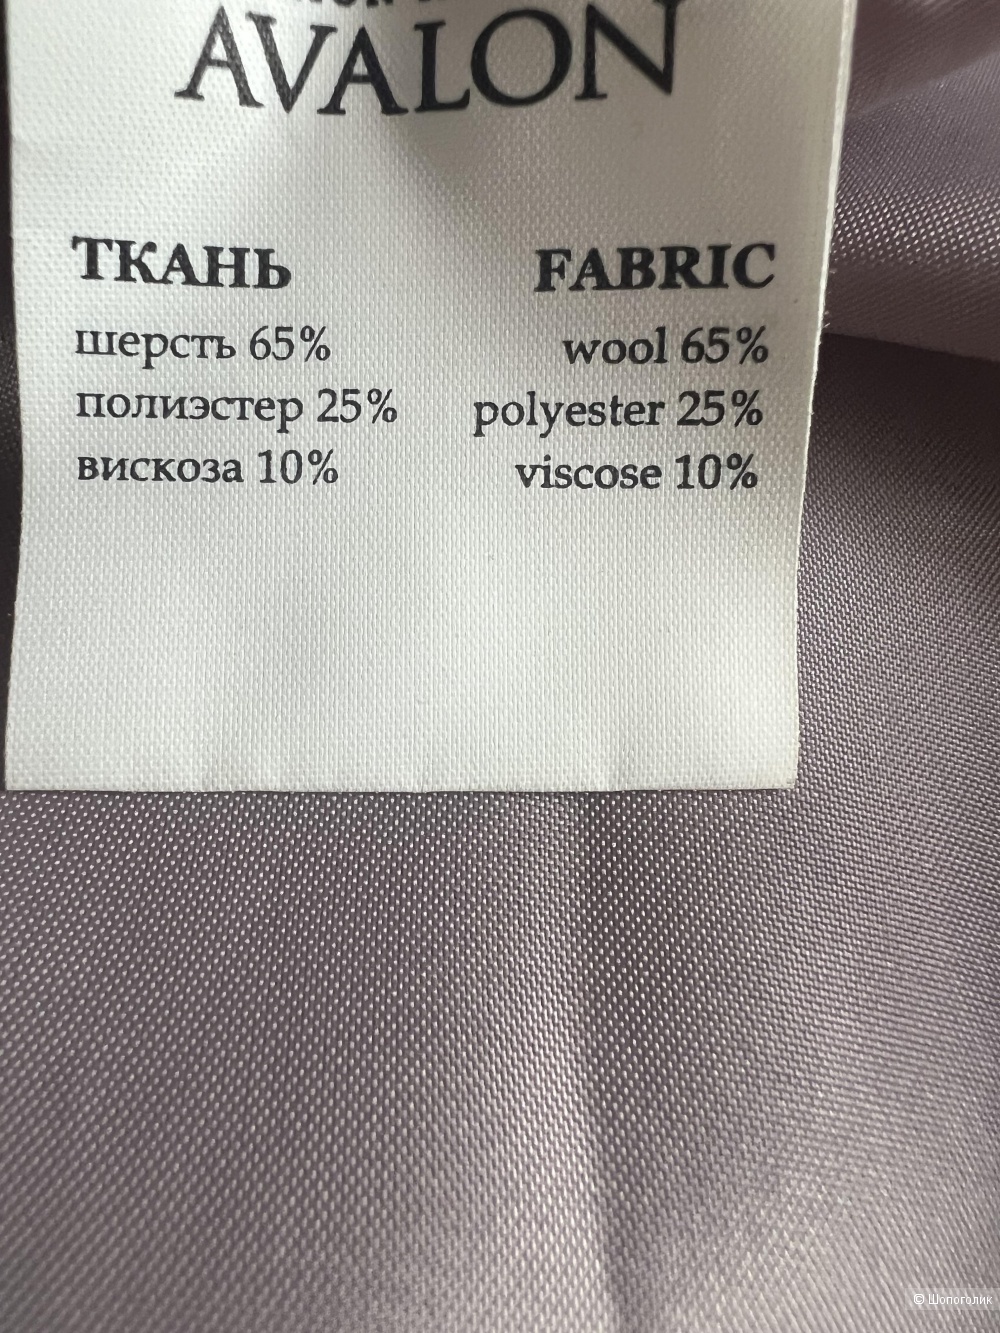 AVALON
ТКАНЬ FABRIC
шерсть 65% wool 65%
полиэстер 25% polyester 25%
вискоза 10% viscose 10%
© Шопоголик